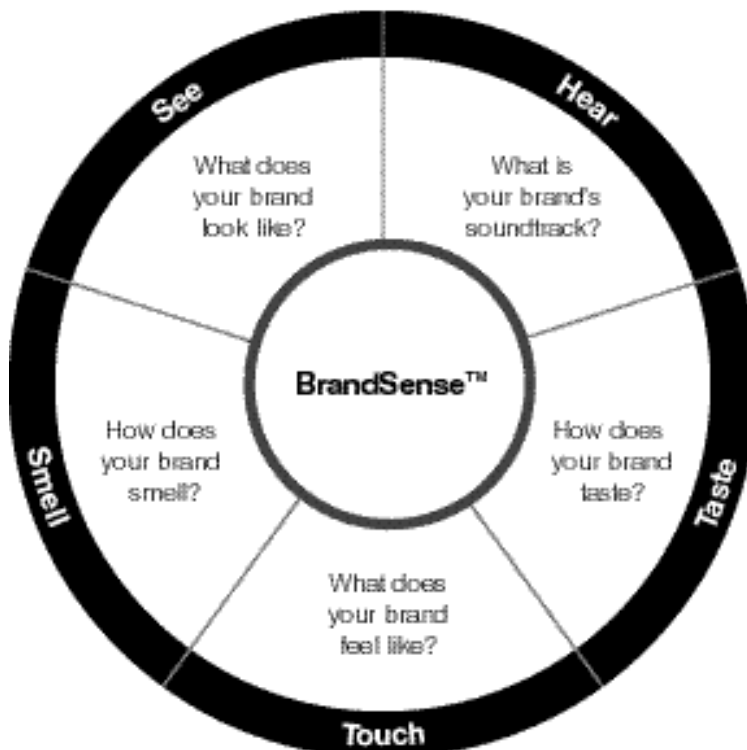 See
What does
your brand
look like?
Hear
What is
your brand's
soundtrack?
BrandSense™
Smell
How does
your brand
smell?
Taste
How does
your brand
taste?
What does
your brand
feel like?
Touch